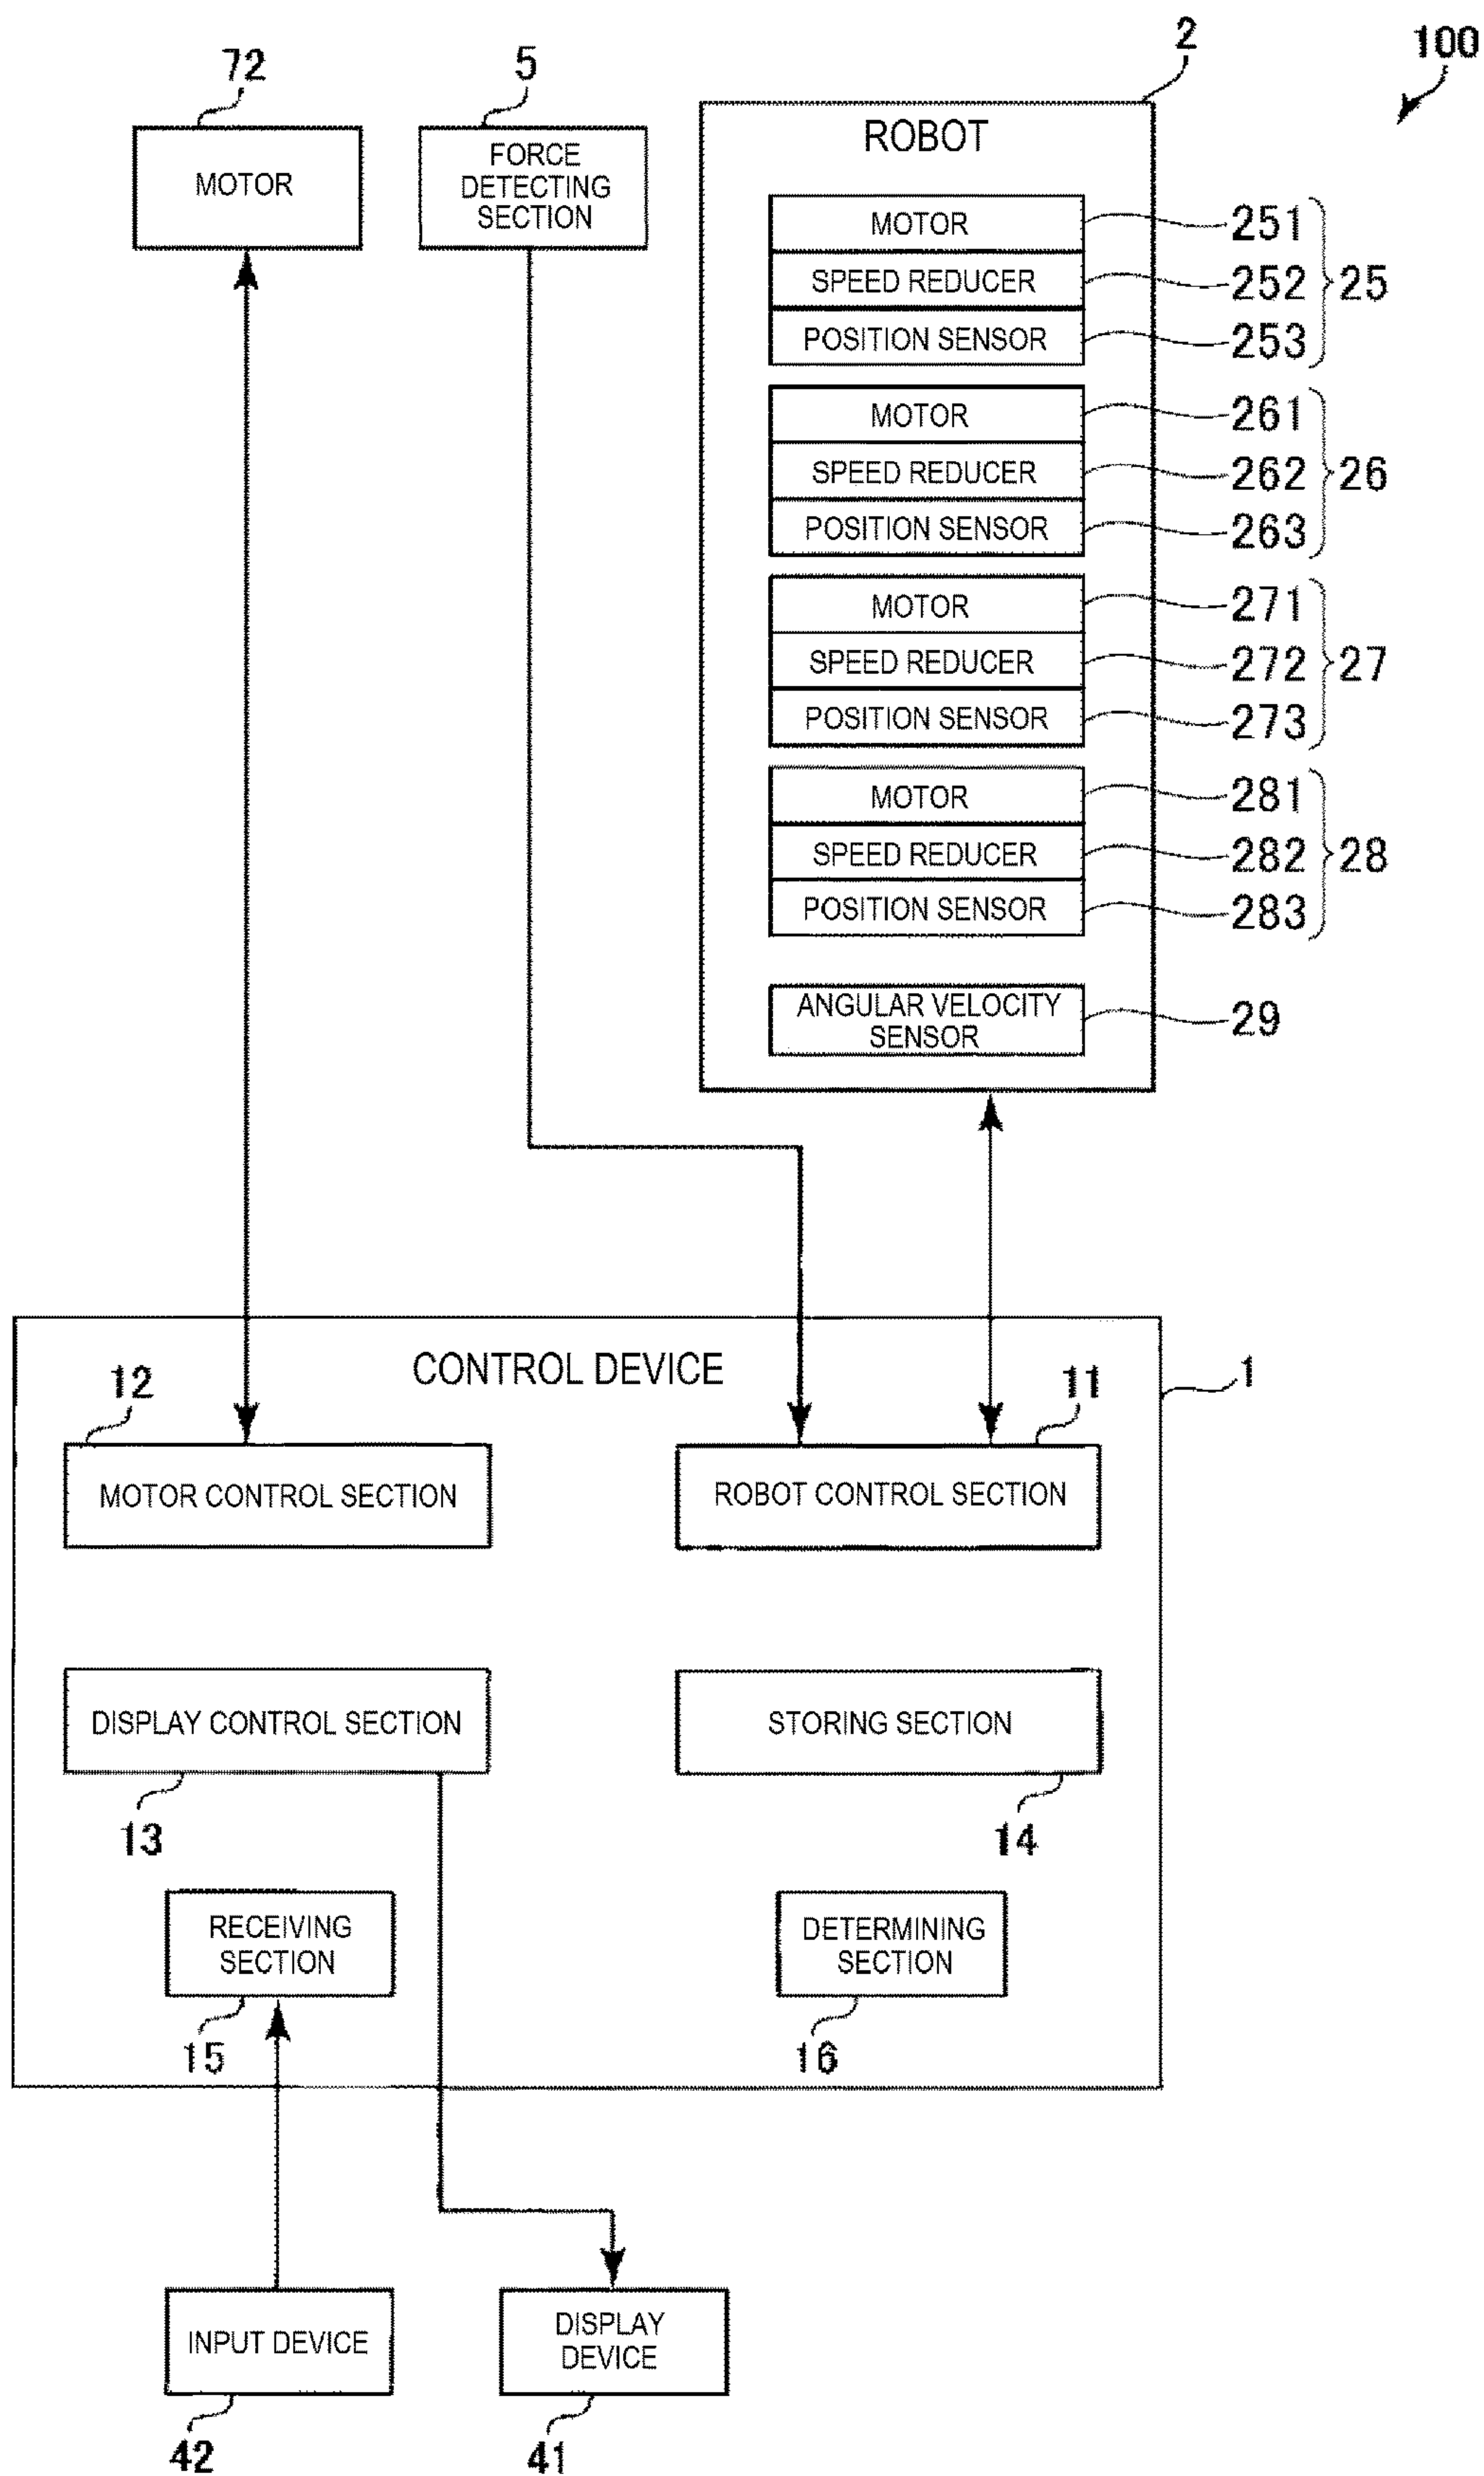 72
5
2
100
MOTOR
FORCE
DETECTING
SECTION
ROBOT
MOTOR
251
SPEED REDUCER
252
25
POSITION SENSOR
253
MOTOR
261
SPEED REDUCER
262
26
POSITION SENSOR
263
MOTOR
271
SPEED REDUCER
272
27
POSITION SENSOR
273
MOTOR
281
SPEED REDUCER
282
28
POSITION SENSOR
283
ANGULAR VELOCITY
SENSOR
29
CONTROL DEVICE
1
12
11
MOTOR CONTROL SECTION
ROBOT CONTROL SECTION
DISPLAY CONTROL SECTION
STORING SECTION
13
14
RECEIVING
SECTION
DETERMINING
SECTION
15
16
INPUT DEVICE
DISPLAY
DEVICE
42
41